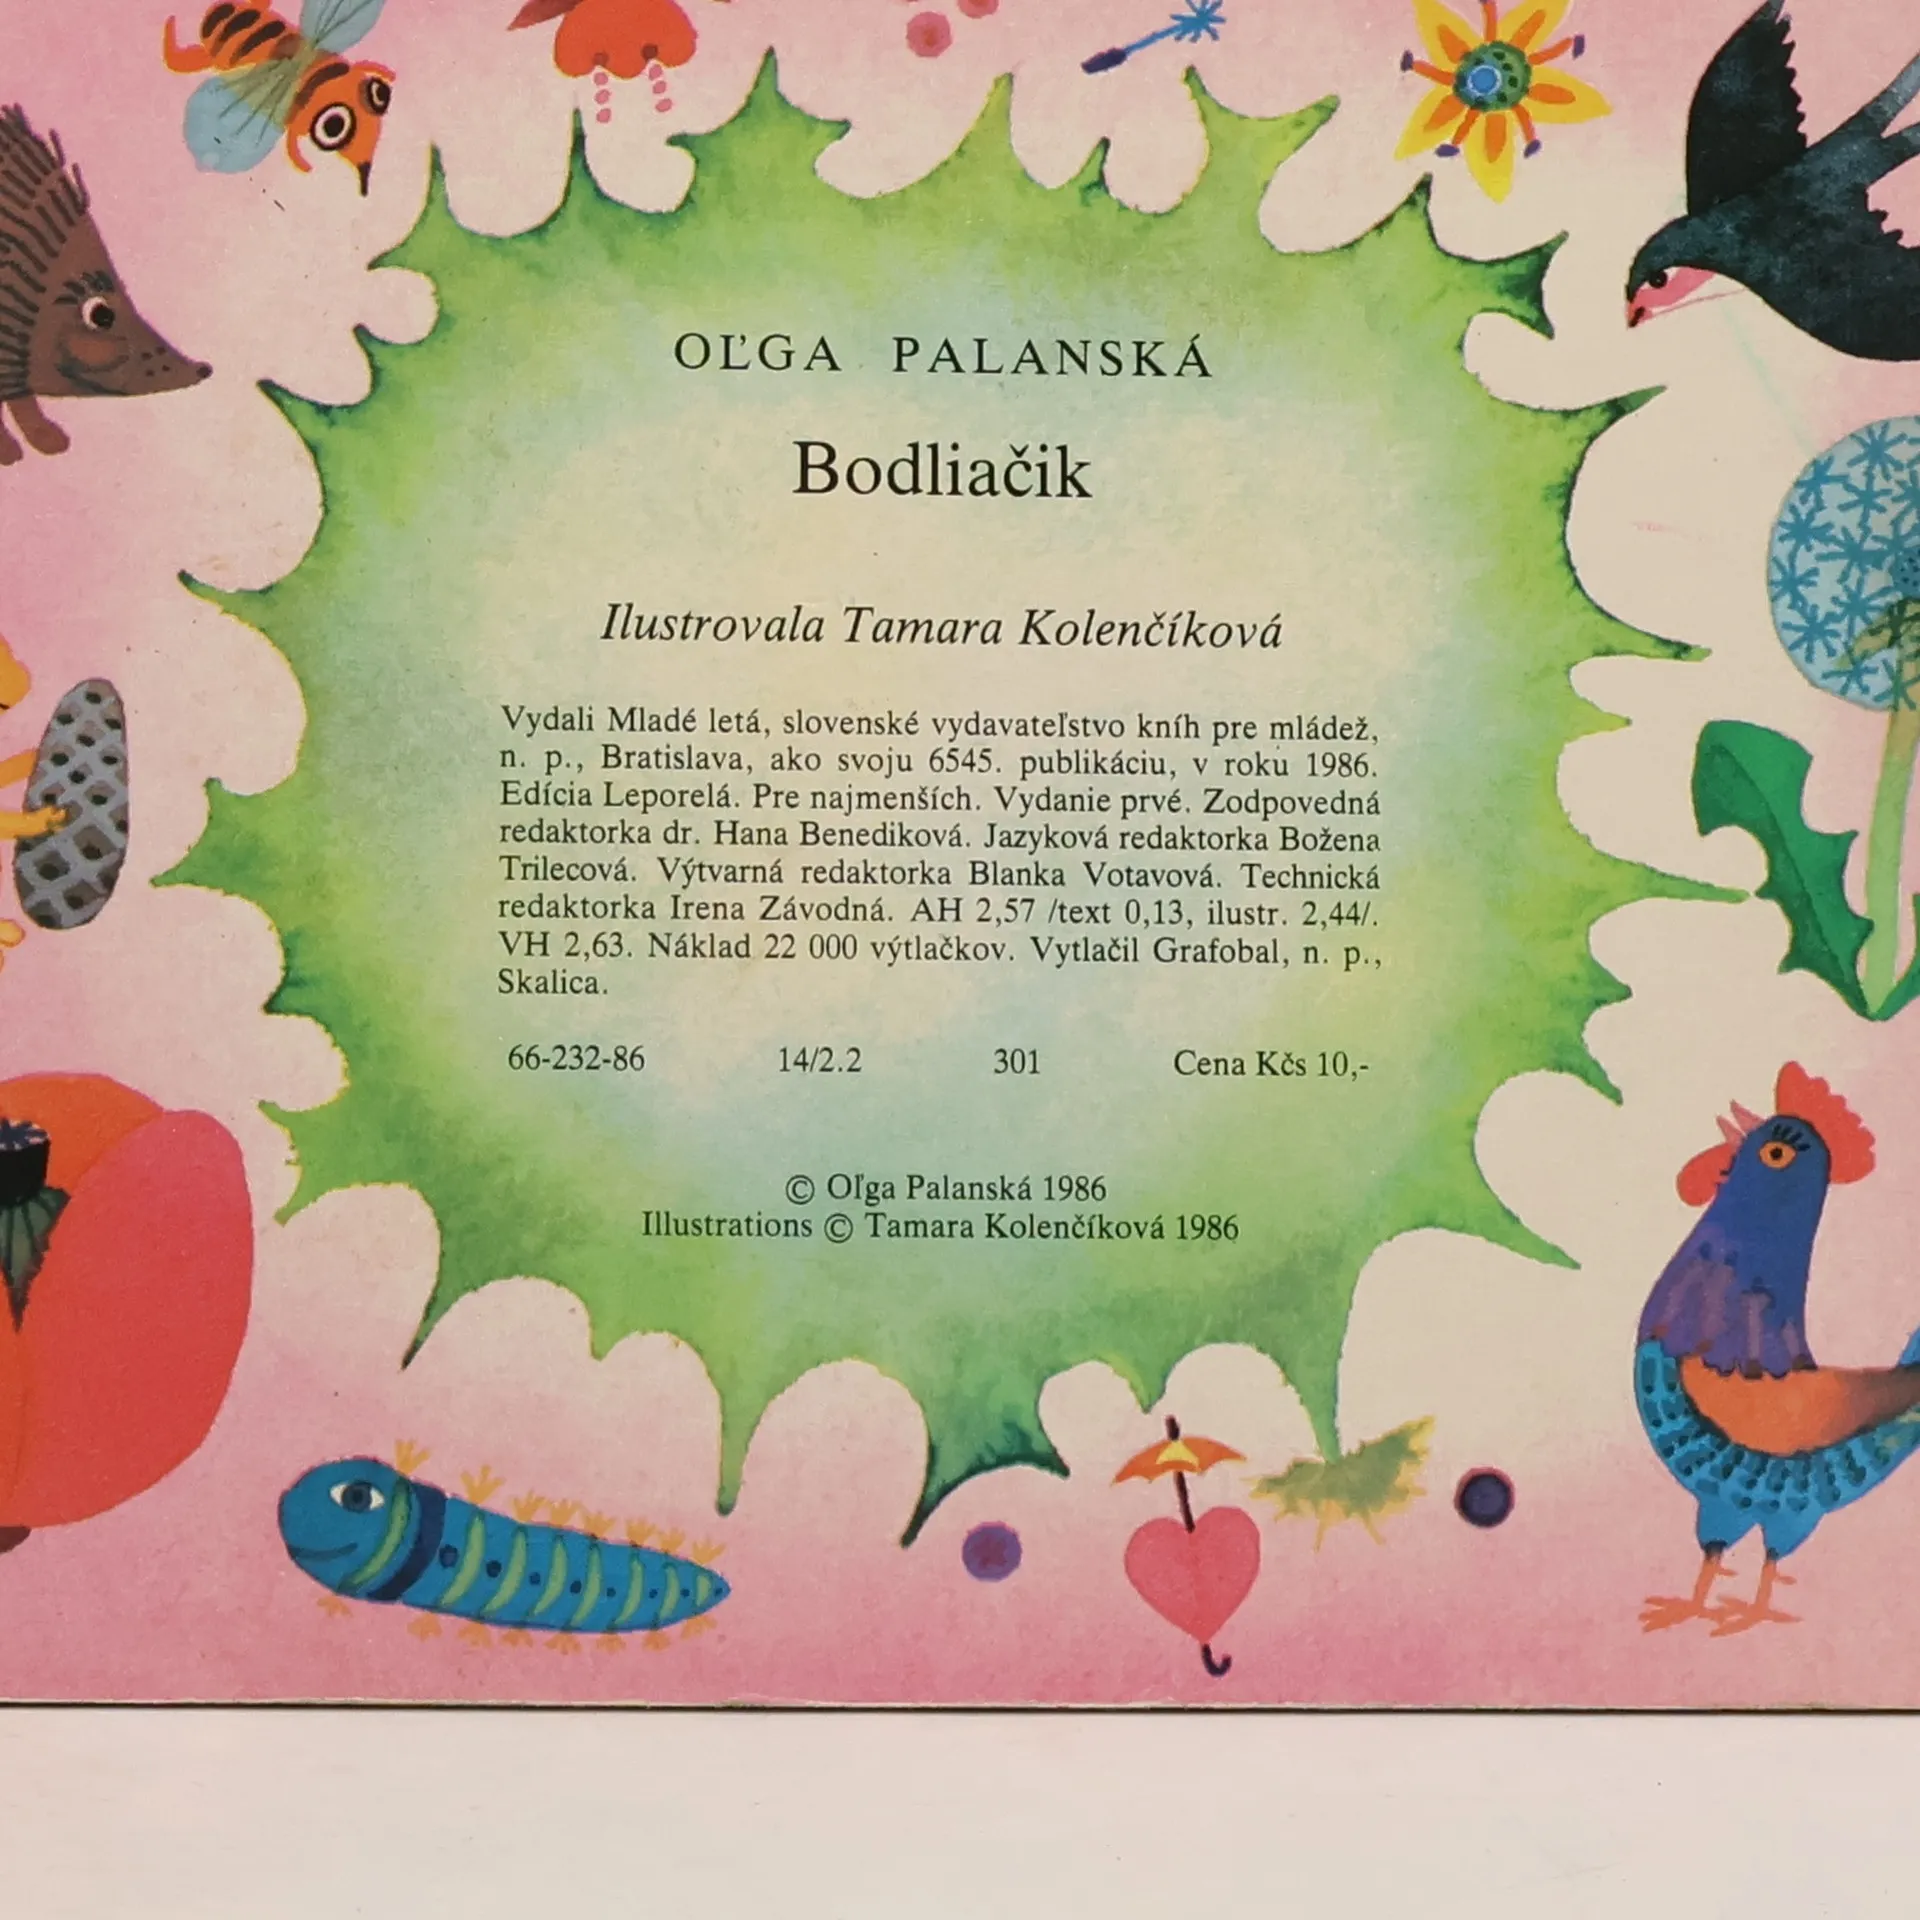 OĽGA PALANSKÁ
Bodliačik
Ilustrovala Tamara Kolenčíková
Vydali Mladé letá, slovenské vydavateľstvo kníh pre mládež,
n. p., Bratislava, ako svoju 6545. publikáciu, v roku 1986.
Edícia Leporelá. Pre najmenších. Vydanie prvé. Zodpovedná
redaktorka dr. Hana Benediková. Jazyková redaktorka Božena
Trilecová. Výtvarná redaktorka Blanka Votavová. Technická
redaktorka Irena Závodná. AH 2,57 /text 0,13, ilustr. 2,44/.
VH 2,63. Náklad 22 000 výtlačkov. Vytlačil Grafobal, n. p.,
Skalica.
66-232-86 14/2.2 301 Cena Kčs 10,-
© Oľga Palanská 1986
Illustrations © Tamara Kolenčíková 1986